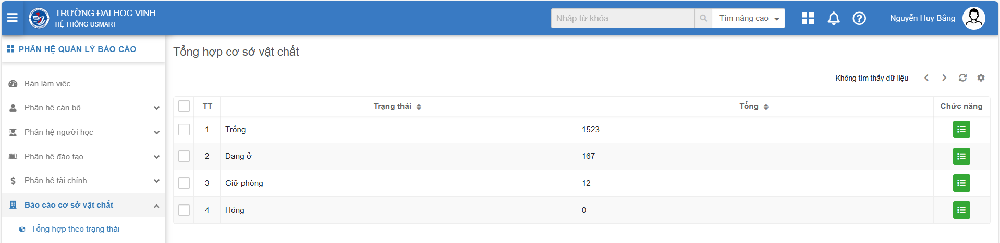 TRƯỜNG ĐẠI HỌC VINH
HỆ THỐNG USMART
Nhập từ khóa
Tìm nâng cao
Nguyễn Huy Bằng
PHÂN HỆ QUẢN LÝ BÁO CÁO
Tổng hợp cơ sở vật chất
Không tìm thấy dữ liệu
Bàn làm việc
Phân hệ cán bộ
Phân hệ người học
Phân hệ đào tạo
Phân hệ tài chính
Báo cáo cơ sở vật chất
Tổng hợp theo trạng thái
TT Trạng thái Tổng Chức năng
1 Trống 1523
2 Đang ở 167
3 Giữ phòng 12
4 Hỏng 0